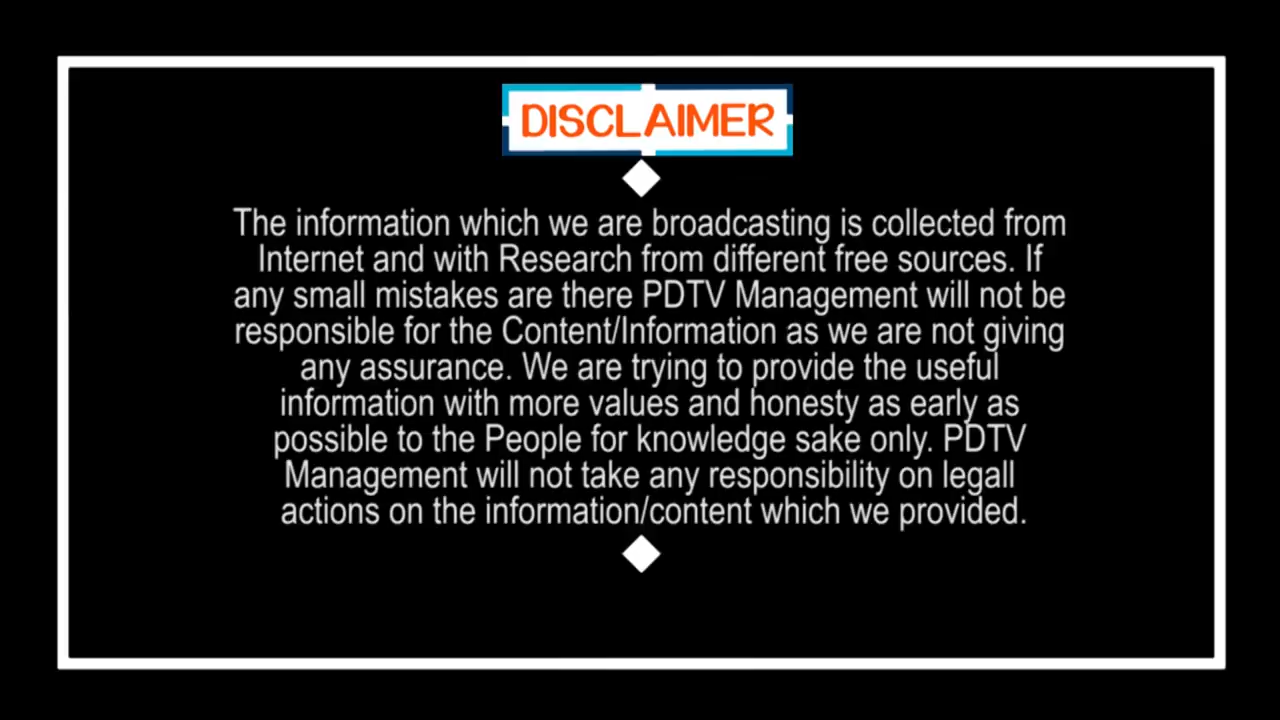 DISCLAIMER
The information which we are broadcasting is collected from
Internet and with Research from different free sources. If
any small mistakes are there PDTV Management will not be
responsible for the Content/Information as we are not giving
any assurance. We are trying to provide the useful
information with more values and honesty as early as
possible to the People for knowledge sake only. PDTV
Management will not take any responsibility on legall
actions on the information/content which we provided.